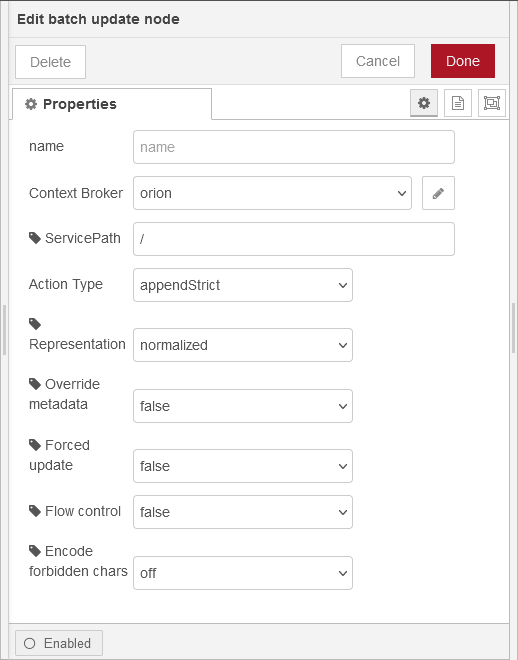 Edit batch update node
Delete
Cancel
Done
Properties
name
name
Context Broker
orion
ServicePath
/
Action Type
appendStrict
Representation
normalized
Override
metadata
false
Forced
update
false
Flow control
false
Encode
forbidden chars
off
Enabled